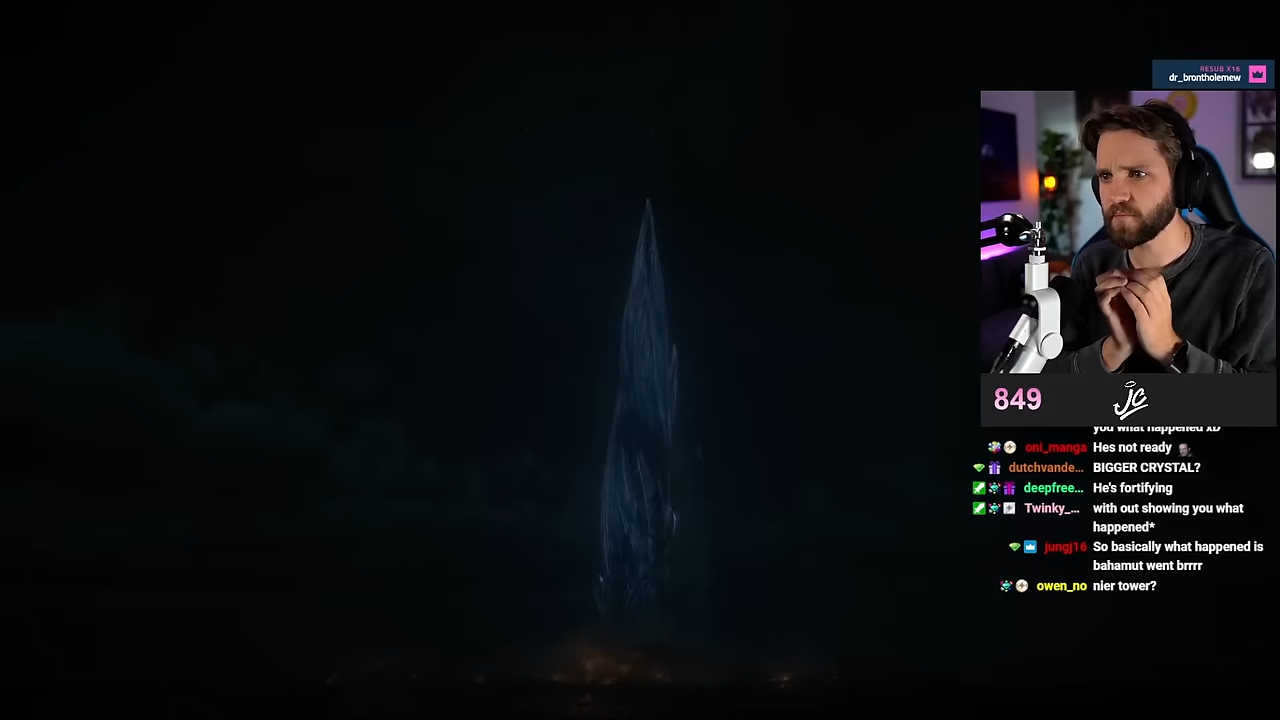 RESUB X16
dr_brontholemew
849
jc
you what happened xD
oni_manga Hes not ready
dutchvande... BIGGER CRYSTAL?
deepfree... He's fortifying
Twinky_... with out showing you what
happened*
jungj16 So basically what happened is
bahamut went brrrr
owen_no nier tower?